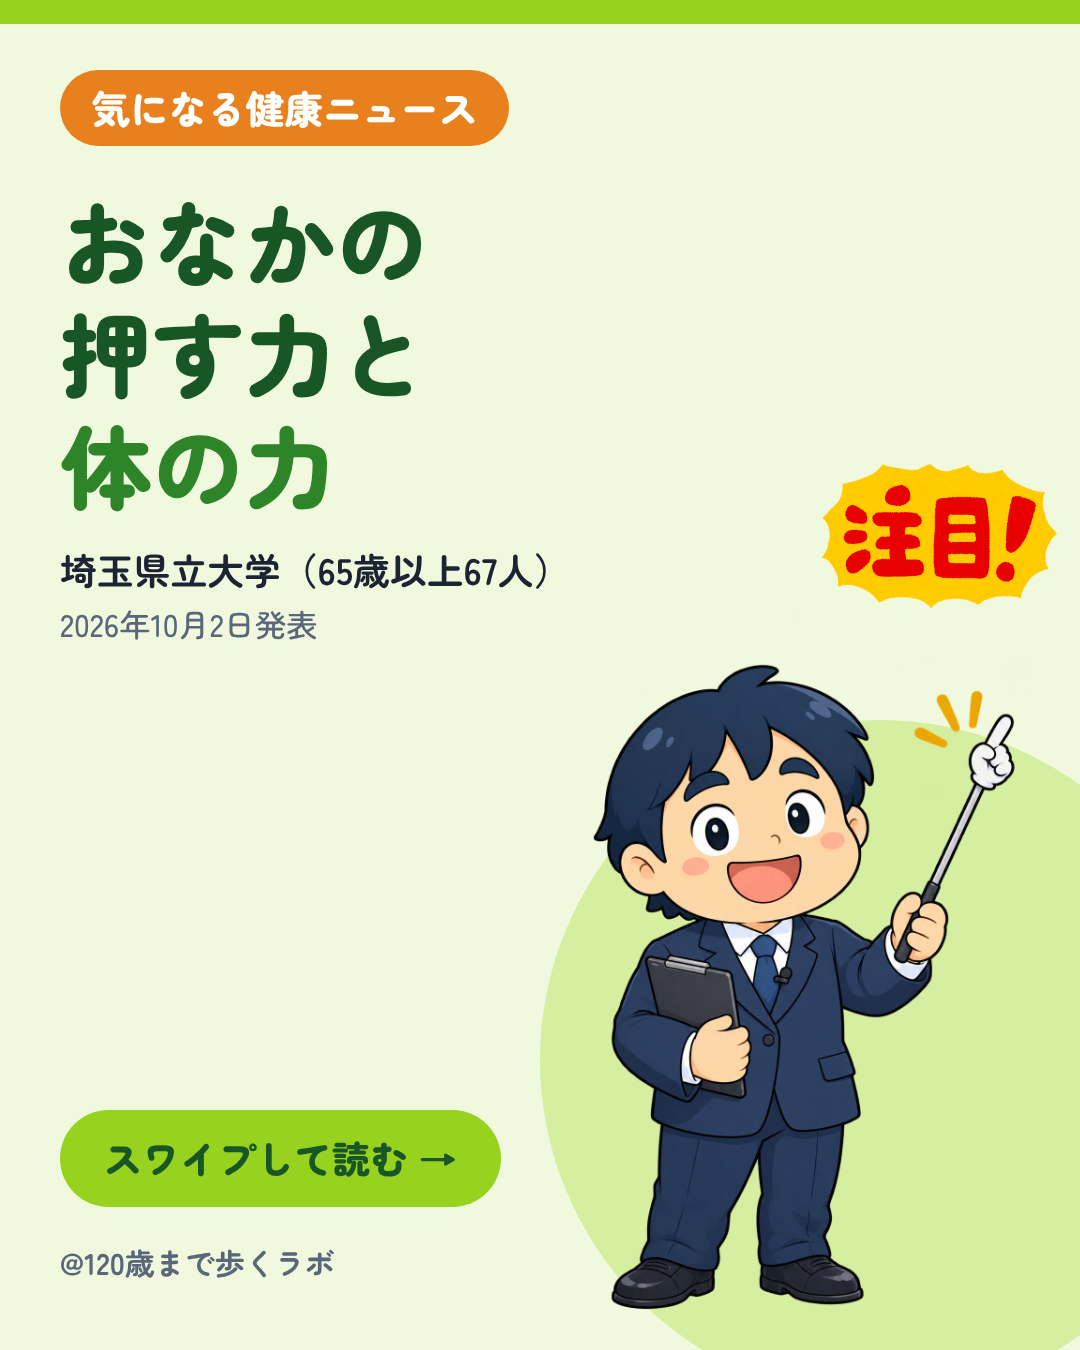 気になる健康ニュース
おなかの
押す力と
体の力
埼玉県立大学（65歳以上67人）
2026年10月2日発表
注目!
スワイプして読む →
@120歳まで歩くラボ